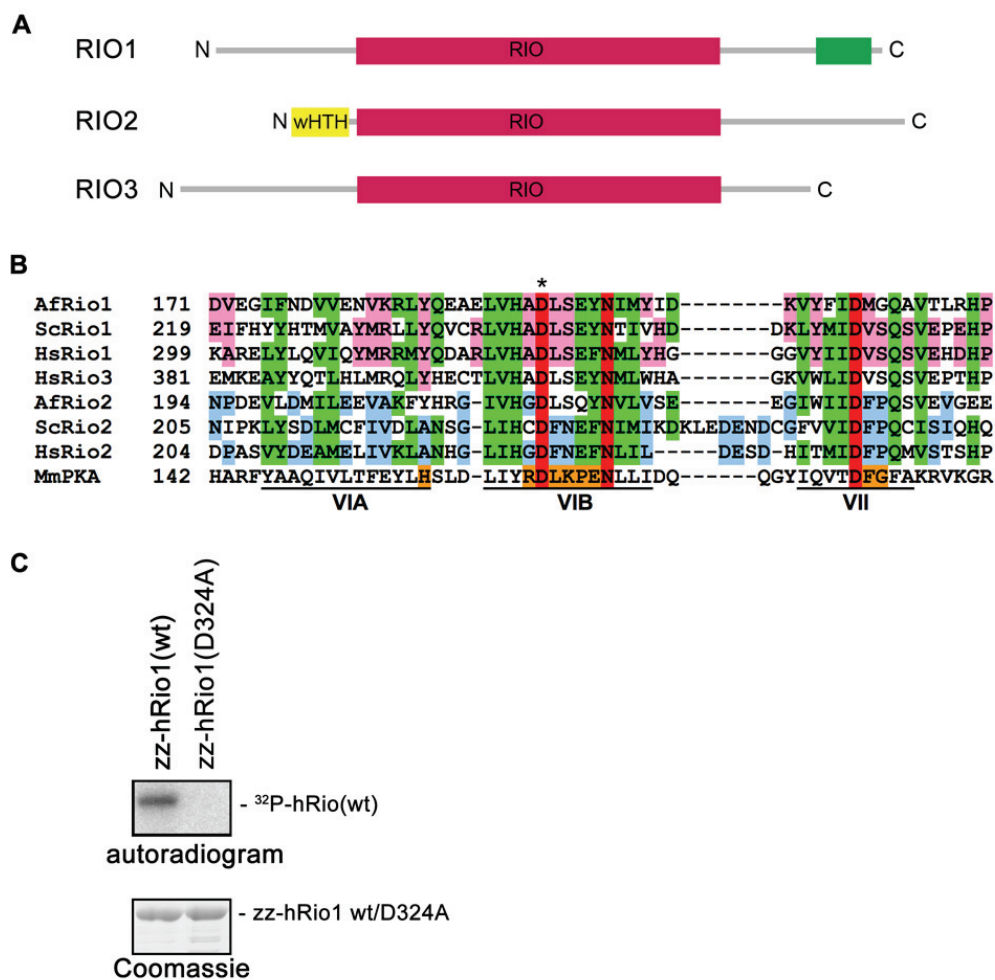 A
RIO1 N RIO C
RIO2 N wHTH RIO C
RIO3 N RIO C
B
*
AfRio1 171 DVEGIFNDVVENVKRLYQEAELVHADLSEYNIMYID--------KVYFIDMGQAVTLRHP
ScRio1 219 EIFHYYHTMVAYMRLLYQVCRLVHADLSEYNTIVHD-------DKLYMIDVSQSVEPEHP
HsRio1 299 KARELYLQVIQYMRRMYQDARLVHADLSEFNMLYHG-------GGVYIIDVSQSVEHDHP
HsRio3 381 EMKEAYYQTLHLMRQLYHECTLVHADLSEYNMLWHA-------GKVWLIDVSQSVEPTHP
AfRio2 194 NPDEVLDMILEEVAKFYHRG-IVHGDLSQYNVLVSE-------EGIWIIDFPQSVEVGEE
ScRio2 205 NIPKLYSDLMCFIVDLANSG-LIHCDFNEFNIMIKDKLEDENDCGFVVIDFPQCISIQHQ
HsRio2 204 DPASVYDEAMELIVKLANHG-LIHGDFNEFNLIL----DESD-HITMIDFPQMVSTSHP
MmPKA 142 HARFYAAQIVLTFEYLHSLD-LIYRDLKPENLLIDQ------QGYIQVTDFGFAKRVKGR
VIA VIB VII
C
zz-hRio1(wt)
zz-hRio1(D324A)
- ³²P-hRio(wt)
autoradiogram
- zz-hRio1 wt/D324A
Coomassie